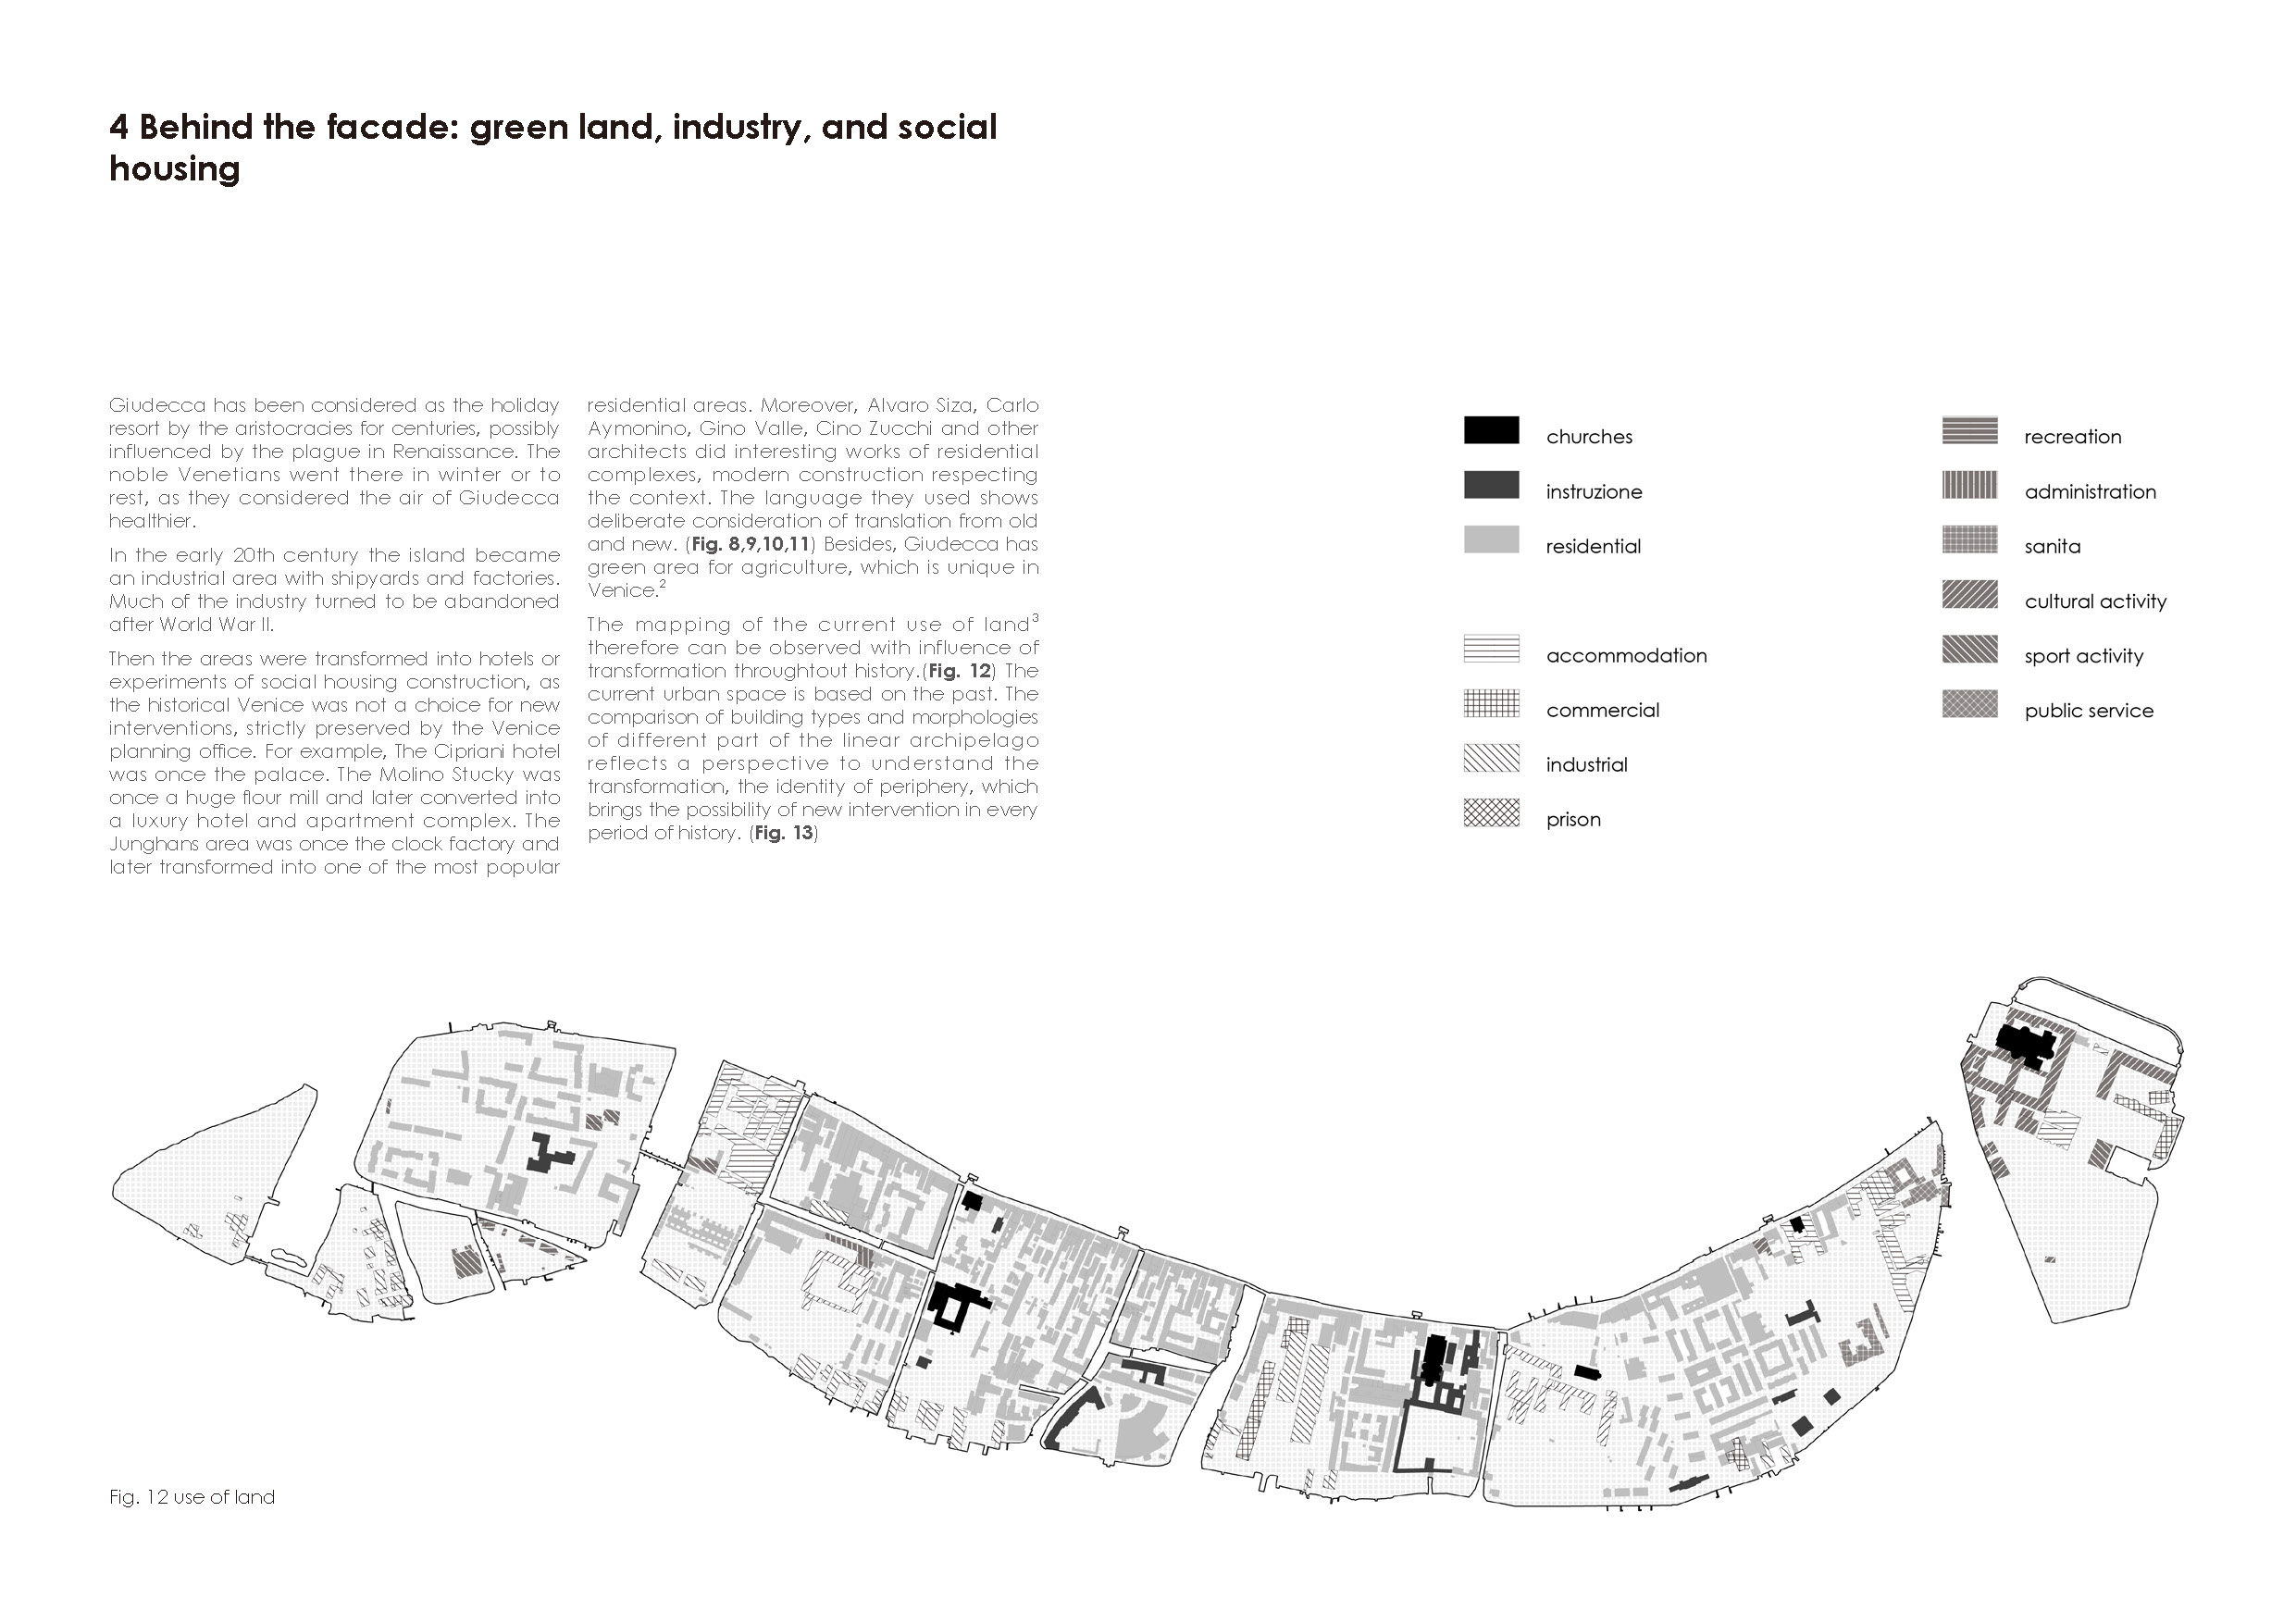 4 Behind the facade: green land, industry, and social
housing
Giudecca has been considered as the holiday
resort by the aristocracies for centuries, possibly
influenced by the plague in Renaissance. The
noble Venetians went there in winter or to
rest, as they considered the air of Giudecca
healthier.
In the early 20th century the island became
an industrial area with shipyards and factories.
Much of the industry turned to be abandoned
after World War II.
Then the areas were transformed into hotels or
experiments of social housing construction, as
the historical Venice was not a choice for new
interventions, strictly preserved by the Venice
planning office. For example, The Cipriani hotel
was once the palace. The Molino Stucky was
once a huge flour mill and later converted into
a luxury hotel and apartment complex. The
Junghans area was once the clock factory and
later transformed into one of the most popular
residential areas. Moreover, Alvaro Siza, Carlo
Aymonino, Gino Valle, Cino Zucchi and other
architects did interesting works of residential
complexes, modern construction respecting
the context. The language they used shows
deliberate consideration of translation from old
and new. (Fig. 8,9,10,11) Besides, Giudecca has
green area for agriculture, which is unique in
Venice.2
The mapping of the current use of land3
therefore can be observed with influence of
transformation throughtout history.(Fig. 12) The
current urban space is based on the past. The
comparison of building types and morphologies
of different part of the linear archipelago
reflects a perspective to understand the
transformation, the identity of periphery, which
brings the possibility of new intervention in every
period of history. (Fig. 13)
churches
instruzione
residential
accommodation
commercial
industrial
prison
recreation
administration
sanita
cultural activity
sport activity
public service
Fig. 12 use of land